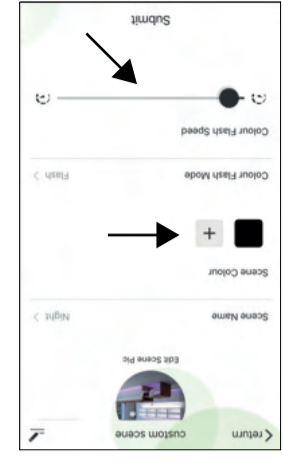 return custom scene
Edit Scene Pic
Scene Name Night
Scene Colour
+
Colour Flash Mode Flash
Colour Flash Speed
Submit